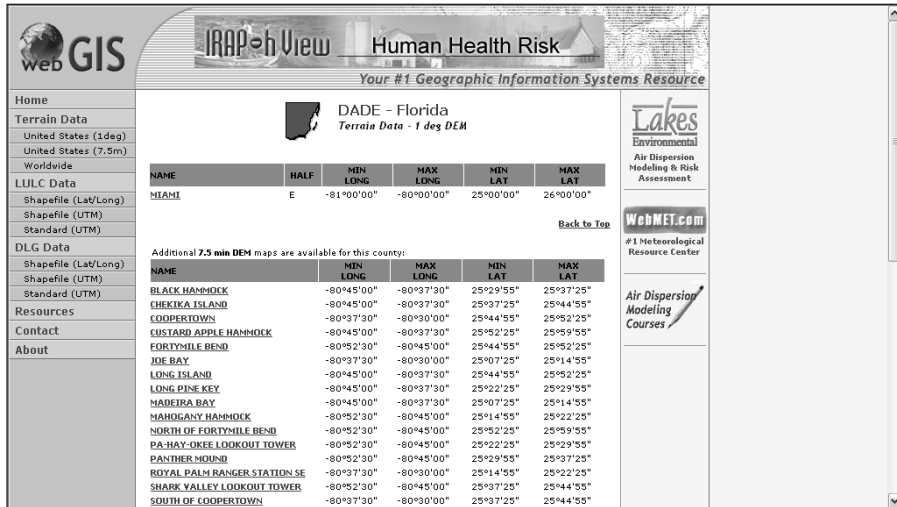 web GIS
IRAP-h View Human Health Risk
Your #1 Geographic Information Systems Resource
Home
Terrain Data
United States (1deg)
United States (7.5m)
Worldwide
LULC Data
Shapefile (Lat/Long)
Shapefile (UTM)
Standard (UTM)
DLG Data
Shapefile (Lat/Long)
Shapefile (UTM)
Standard (UTM)
Resources
Contact
About
DADE - Florida
Terrain Data - 1 deg DEM
NAME HALF MIN LONG MAX LONG MIN LAT MAX LAT
MIAMI E -81°00'00" -80°00'00" 25°00'00" 26°00'00"
Back to Top
Additional 7.5 min DEM maps are available for this county:
NAME MIN LONG MAX LONG MIN LAT MAX LAT
BLACK HAMMOCK -80°45'00" -80°37'30" 25°29'55" 25°37'25"
CHEKIKA ISLAND -80°45'00" -80°37'30" 25°37'25" 25°44'55"
COOPERTOWN -80°37'30" -80°30'00" 25°44'55" 25°52'25"
CUSTARD APPLE HAMMOCK -80°45'00" -80°37'30" 25°52'25" 25°59'55"
FORTYMILE BEND -80°52'30" -80°45'00" 25°44'55" 25°52'25"
JOE BAY -80°37'30" -80°30'00" 25°07'25" 25°14'55"
LONG ISLAND -80°45'00" -80°37'30" 25°44'55" 25°52'25"
LONG PINE KEY -80°45'00" -80°37'30" 25°22'25" 25°29'55"
MADEIRA BAY -80°45'00" -80°37'30" 25°07'25" 25°14'55"
MAHOGANY HAMMOCK -80°52'30" -80°45'00" 25°14'55" 25°22'25"
NORTH OF FORTYMILE BEND -80°52'30" -80°45'00" 25°52'25" 25°59'55"
PA-HAY-OKEE LOOKOUT TOWER -80°52'30" -80°45'00" 25°22'25" 25°29'55"
PANTHER MOUND -80°52'30" -80°45'00" 25°29'55" 25°37'25"
ROYAL PALM RANGER STATION SE -80°37'30" -80°30'00" 25°14'55" 25°22'25"
SHARK VALLEY LOOKOUT TOWER -80°52'30" -80°45'00" 25°37'25" 25°44'55"
SOUTH OF COOPERTOWN -80°37'30" -80°30'00" 25°37'25" 25°44'55"
Lakes
Environmental
Air Dispersion
Modeling & Risk
Assessment
WebMET.com
#1 Meteorological
Resource Center
Air Dispersion
Modeling
Courses